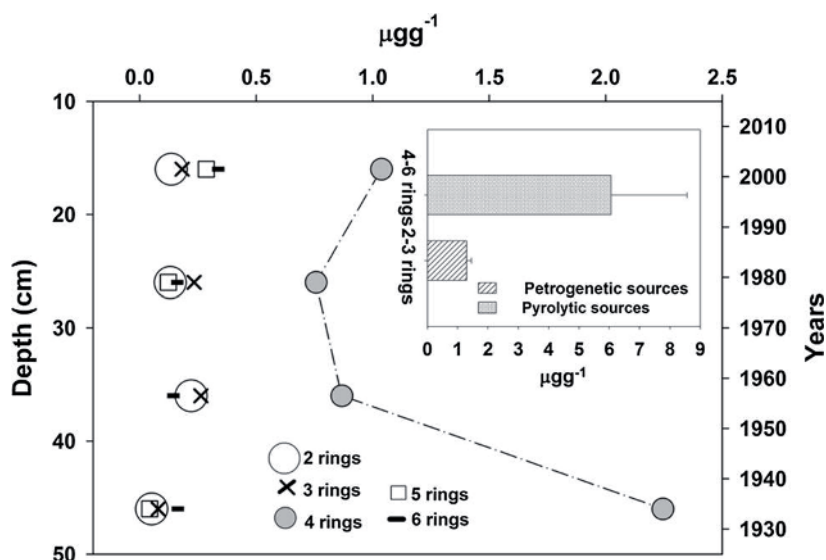 µgg-1
0.0 0.5 1.0 1.5 2.0 2.5
10
20
30
40
50
Depth (cm)
2010
2000
1990
1980
1970
1960
1950
1940
1930
Years
4-6 rings
2-3 rings
Petrogenetic sources
Pyrolytic sources
0 1 2 3 4 5 6 7 8 9
µgg-1
2 rings
3 rings
4 rings
5 rings
6 rings